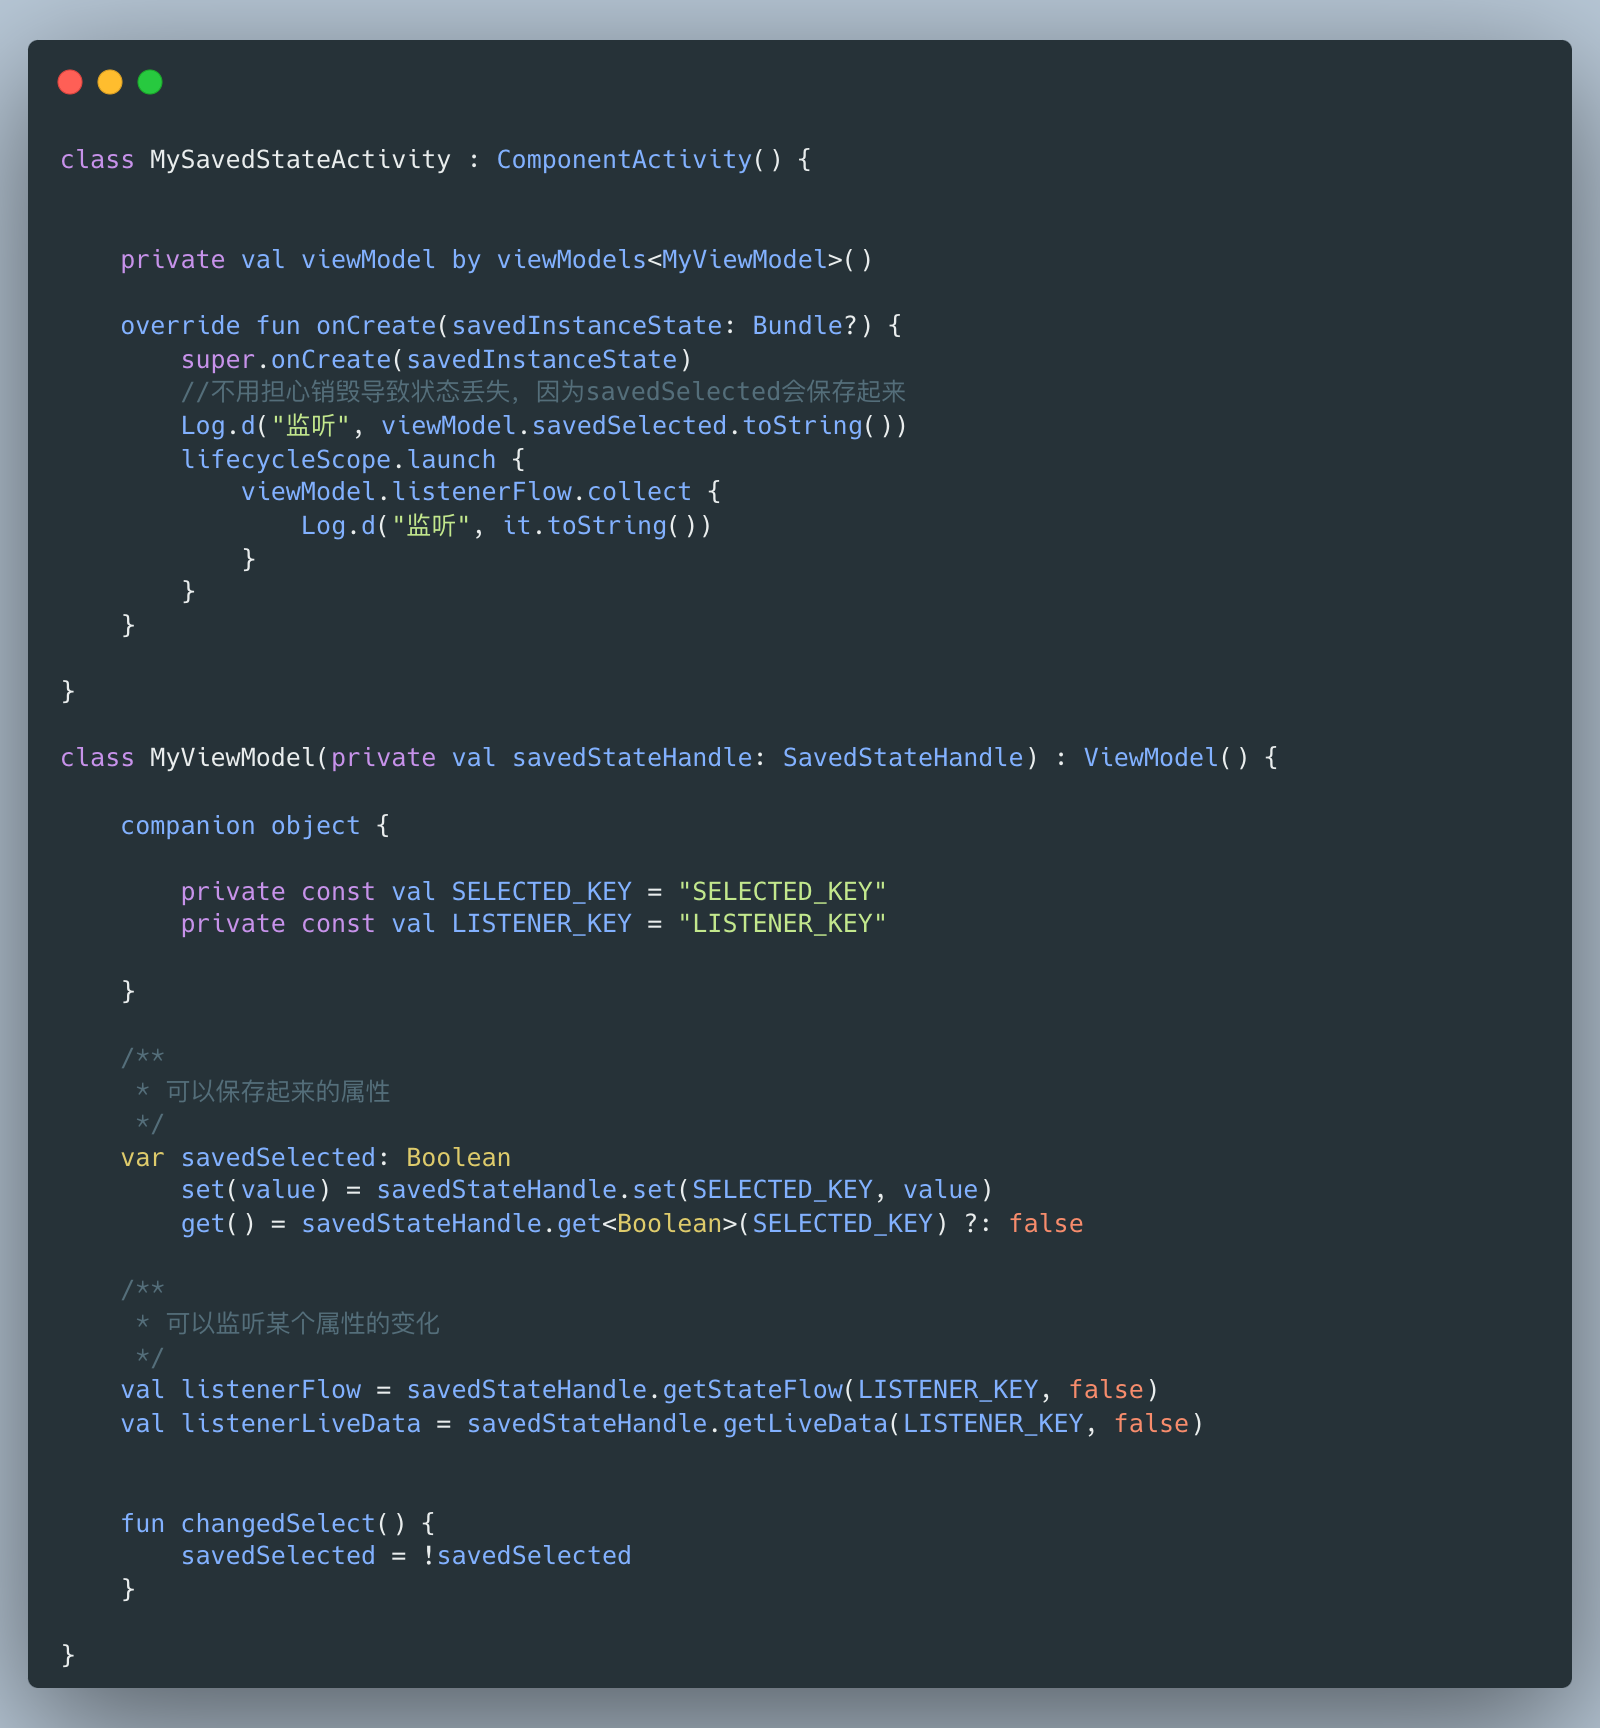 class MySavedStateActivity : ComponentActivity() {
    private val viewModel by viewModels<MyViewModel>()
    override fun onCreate(savedInstanceState: Bundle?) {
        super.onCreate(savedInstanceState)
        //不用担心销毁导致状态丢失，因为savedSelected会保存起来
        Log.d("监听", viewModel.savedSelected.toString())
        lifecycleScope.launch {
            viewModel.listenerFlow.collect {
                Log.d("监听", it.toString())
            }
        }
    }
}
class MyViewModel(private val savedStateHandle: SavedStateHandle) : ViewModel() {
    companion object {
        private const val SELECTED_KEY = "SELECTED_KEY"
        private const val LISTENER_KEY = "LISTENER_KEY"
    }
    /**
     * 可以保存起来的属性
     */
    var savedSelected: Boolean
        set(value) = savedStateHandle.set(SELECTED_KEY, value)
        get() = savedStateHandle.get<Boolean>(SELECTED_KEY) ?: false
    /**
     * 可以监听某个属性的变化
     */
    val listenerFlow = savedStateHandle.getStateFlow(LISTENER_KEY, false)
    val listenerLiveData = savedStateHandle.getLiveData(LISTENER_KEY, false)
    fun changedSelect() {
        savedSelected = !savedSelected
    }
}